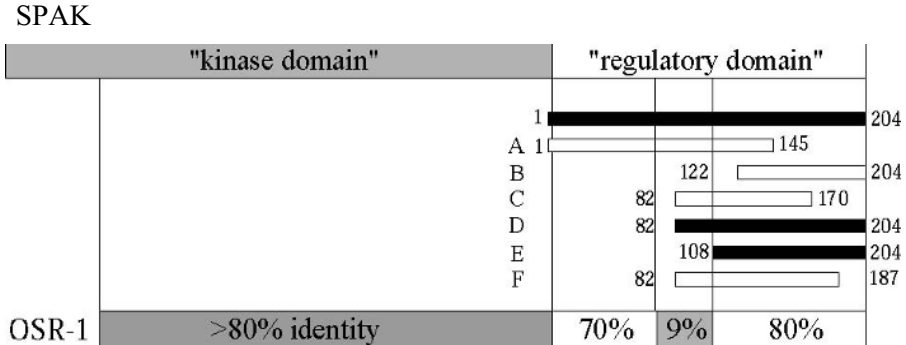 SPAK
"kinase domain" "regulatory domain"
1 204
A 1 145
B 122 204
C 82 170
D 82 204
E 108 204
F 82 187
OSR-1 >80% identity 70% 9% 80%